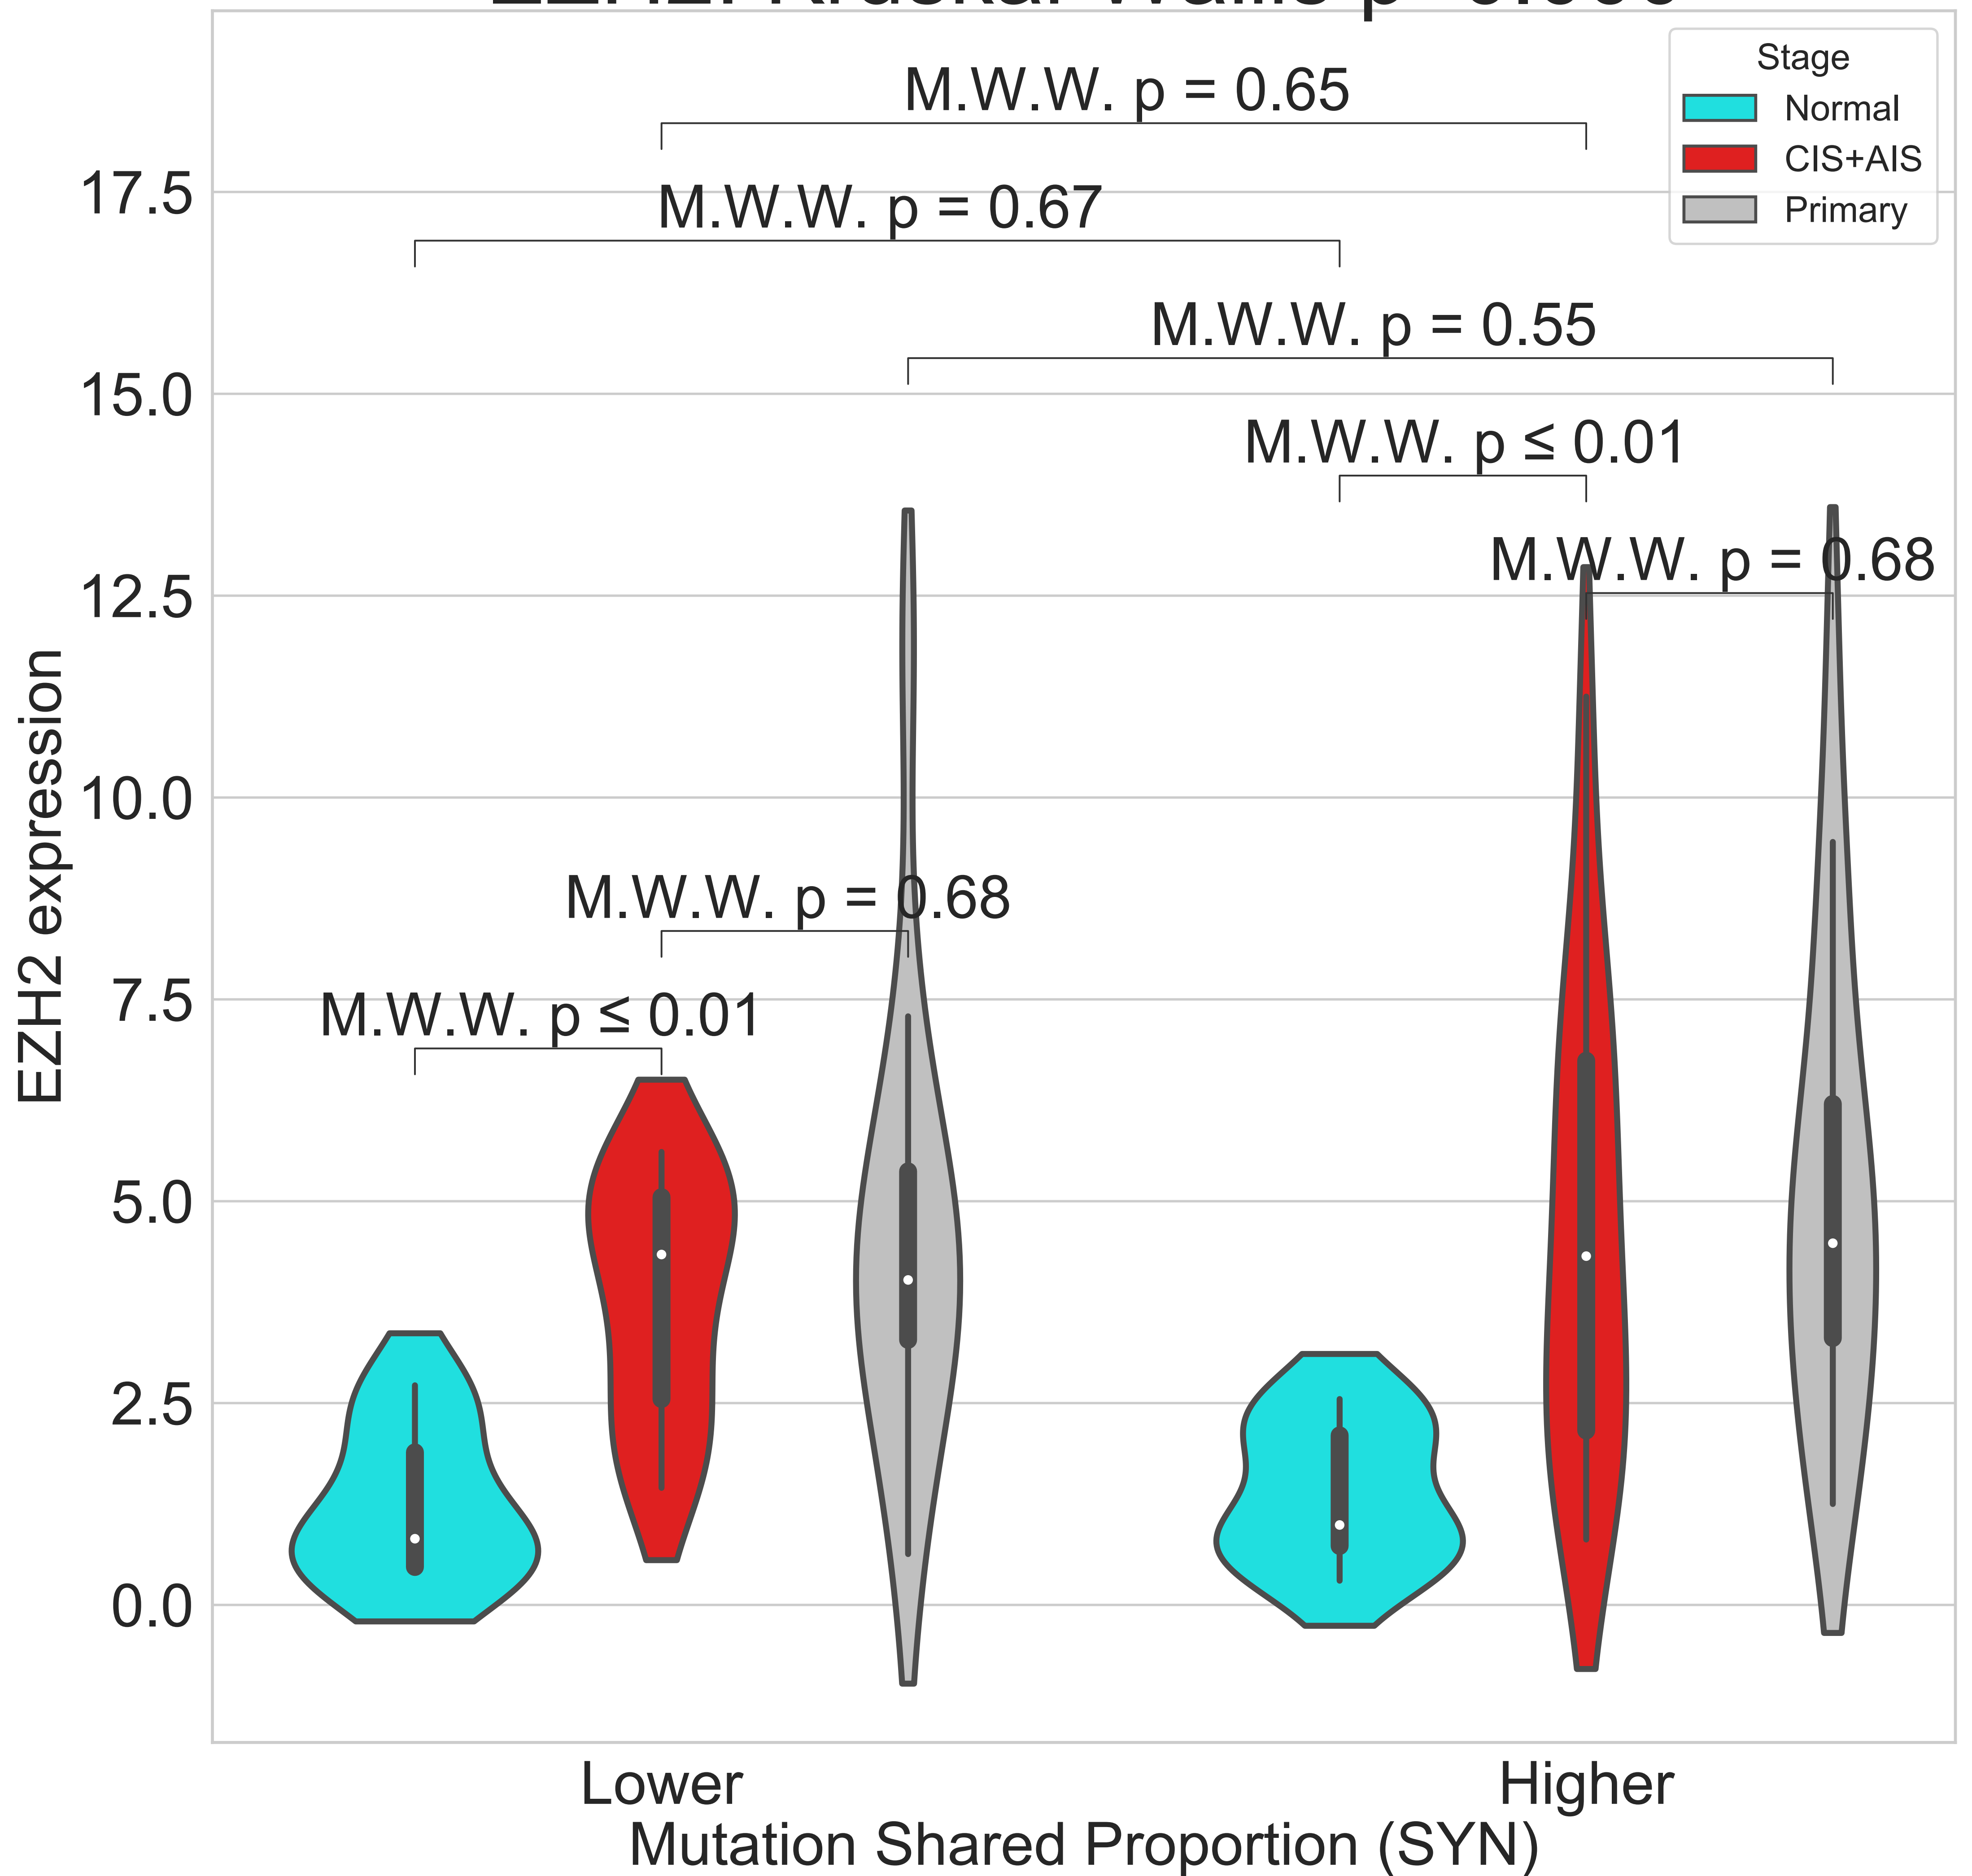 Stage
Normal
CIS+AIS
Primary
M.W.W. p = 0.65
M.W.W. p = 0.67
M.W.W. p = 0.55
M.W.W. p ≤ 0.01
M.W.W. p = 0.68
M.W.W. p = 0.68
M.W.W. p ≤ 0.01
17.5
15.0
12.5
10.0
7.5
5.0
2.5
0.0
EZH2 expression
Lower
Higher
Mutation Shared Proportion (SYN)